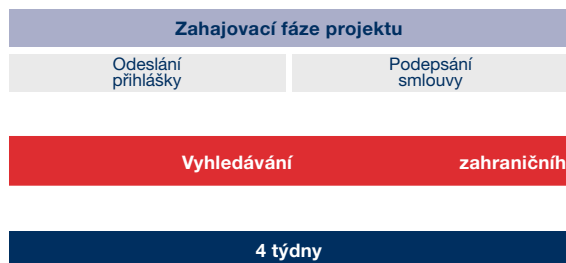 Zahajovací fáze projektu
Odeslání
přihlášky
Podepsání
smlouvy
Vyhledávání zahraničníh
4 týdny